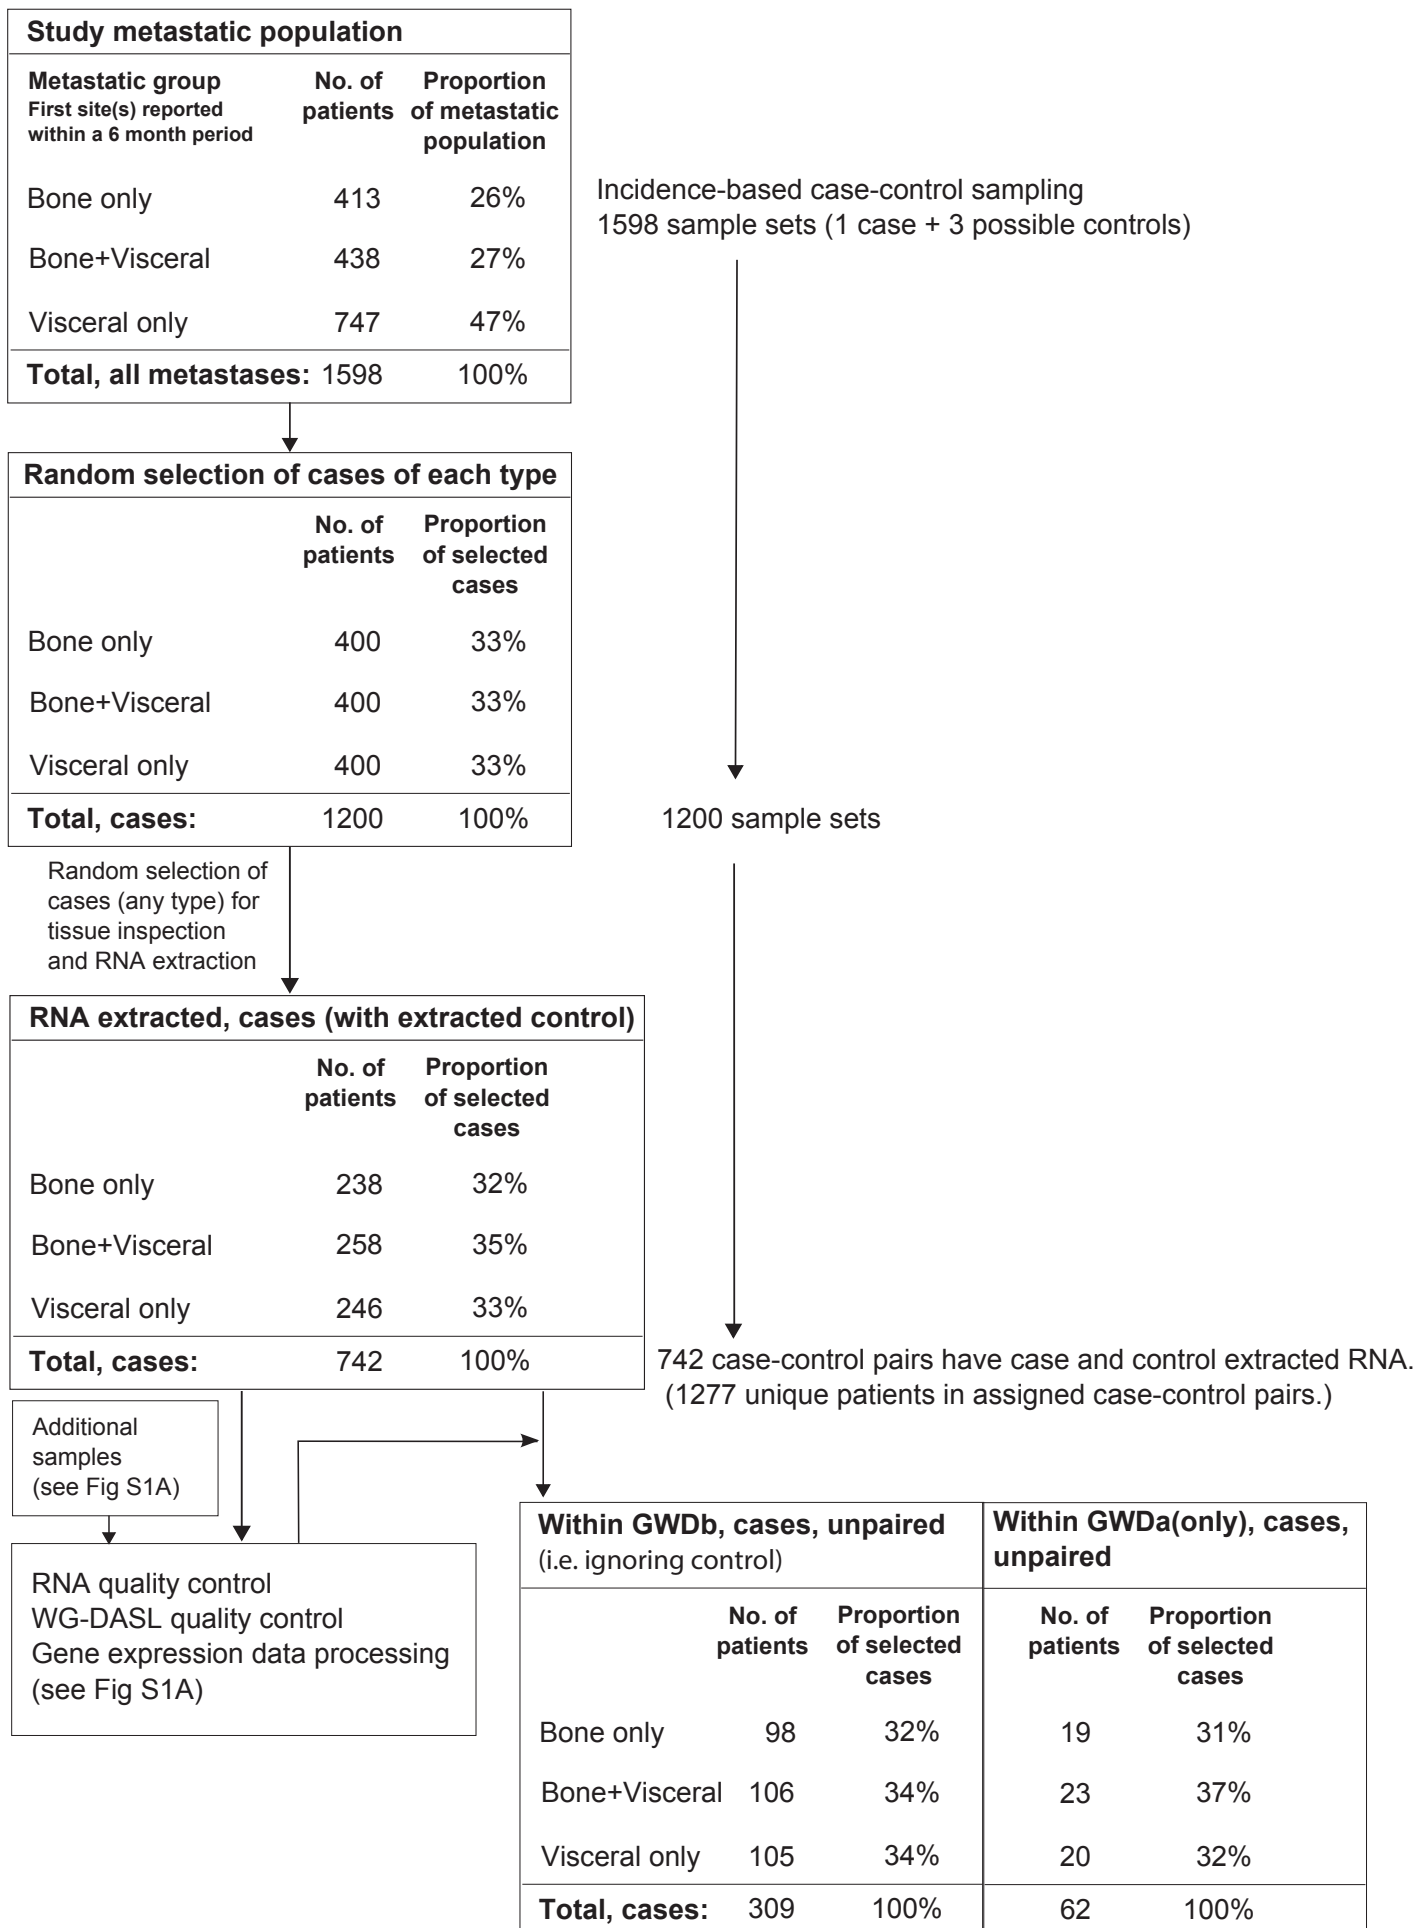 Study metastatic population
Metastatic group No. of Proportion
First site(s) reported patients of metastatic
within a 6 month period population
Bone only 413 26%
Bone+Visceral 438 27%
Visceral only 747 47%
Total, all metastases: 1598 100%
Incidence-based case-control sampling
1598 sample sets (1 case + 3 possible controls)
Random selection of cases of each type
No. of Proportion
patients of selected
cases
Bone only 400 33%
Bone+Visceral 400 33%
Visceral only 400 33%
Total, cases: 1200 100%
1200 sample sets
Random selection of
cases (any type) for
tissue inspection
and RNA extraction
RNA extracted, cases (with extracted control)
No. of Proportion
patients of selected
cases
Bone only 238 32%
Bone+Visceral 258 35%
Visceral only 246 33%
Total, cases: 742 100%
742 case-control pairs have case and control extracted RNA.
(1277 unique patients in assigned case-control pairs.)
Additional
samples
(see Fig S1A)
RNA quality control
WG-DASL quality control
Gene expression data processing
(see Fig S1A)
Within GWDb, cases, unpaired
(i.e. ignoring control)
No. of Proportion
patients of selected
cases
Bone only 98 32%
Bone+Visceral 106 34%
Visceral only 105 34%
Total, cases: 309 100%
Within GWDa(only), cases,
unpaired
No. of Proportion
patients of selected
cases
19 31%
23 37%
20 32%
62 100%